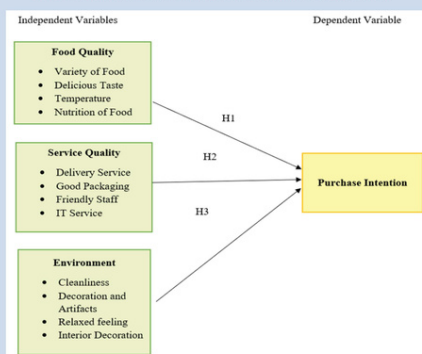 Independent Variables
Dependent Variable
Food Quality
• Variety of Food
• Delicious Taste
• Temperature
• Nutrition of Food
H1
H2
Service Quality
• Delivery Service
• Good Packaging
• Friendly Staff
• IT Service
Purchase Intention
H3
Environment
• Cleanliness
• Decoration and
Artifacts
• Relaxed feeling
• Interior Decoration